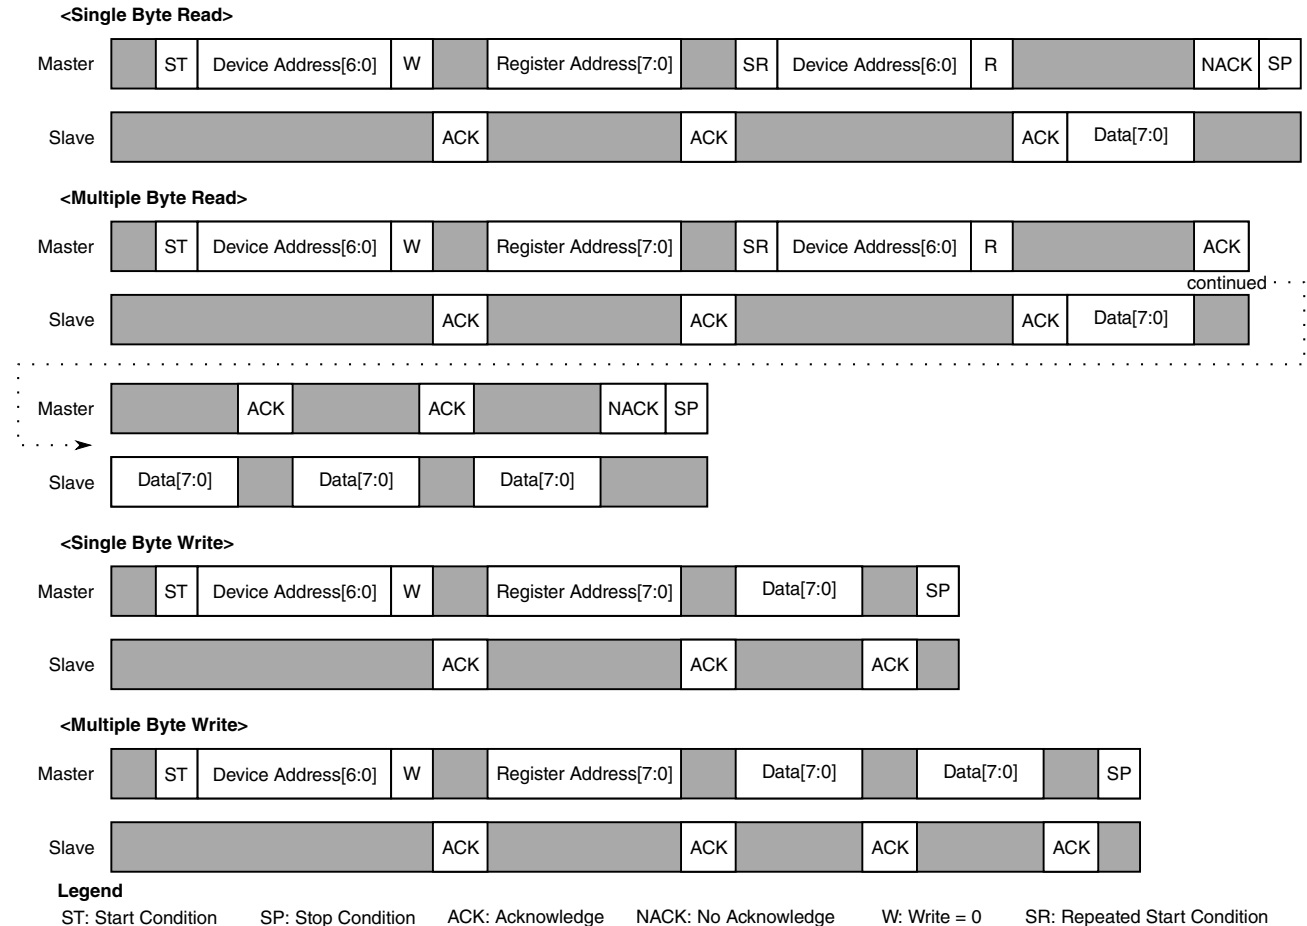 <Single Byte Read>
Master ST Device Address[6:0] W Register Address[7:0] SR Device Address[6:0] R NACK SP
Slave ACK ACK ACK Data[7:0]
<Multiple Byte Read>
Master ST Device Address[6:0] W Register Address[7:0] SR Device Address[6:0] R ACK
continued
Slave ACK ACK ACK Data[7:0]
Master ACK ACK NACK SP
Slave Data[7:0] Data[7:0] Data[7:0]
<Single Byte Write>
Master ST Device Address[6:0] W Register Address[7:0] Data[7:0] SP
Slave ACK ACK ACK
<Multiple Byte Write>
Master ST Device Address[6:0] W Register Address[7:0] Data[7:0] Data[7:0] SP
Slave ACK ACK ACK ACK
Legend
ST: Start Condition SP: Stop Condition ACK: Acknowledge NACK: No Acknowledge W: Write = 0 SR: Repeated Start Condition